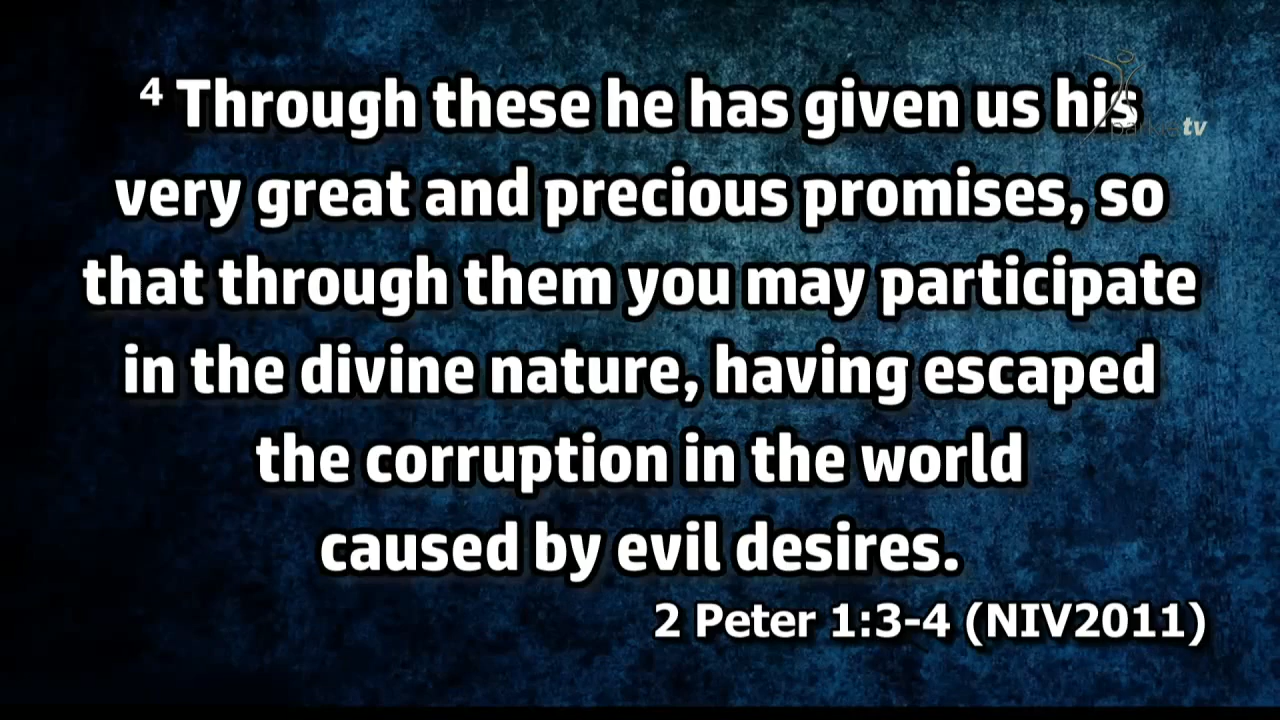 ⁴ Through these he has given us his
very great and precious promises, so
that through them you may participate
in the divine nature, having escaped
the corruption in the world
caused by evil desires.
2 Peter 1:3-4 (NIV2011)
tv